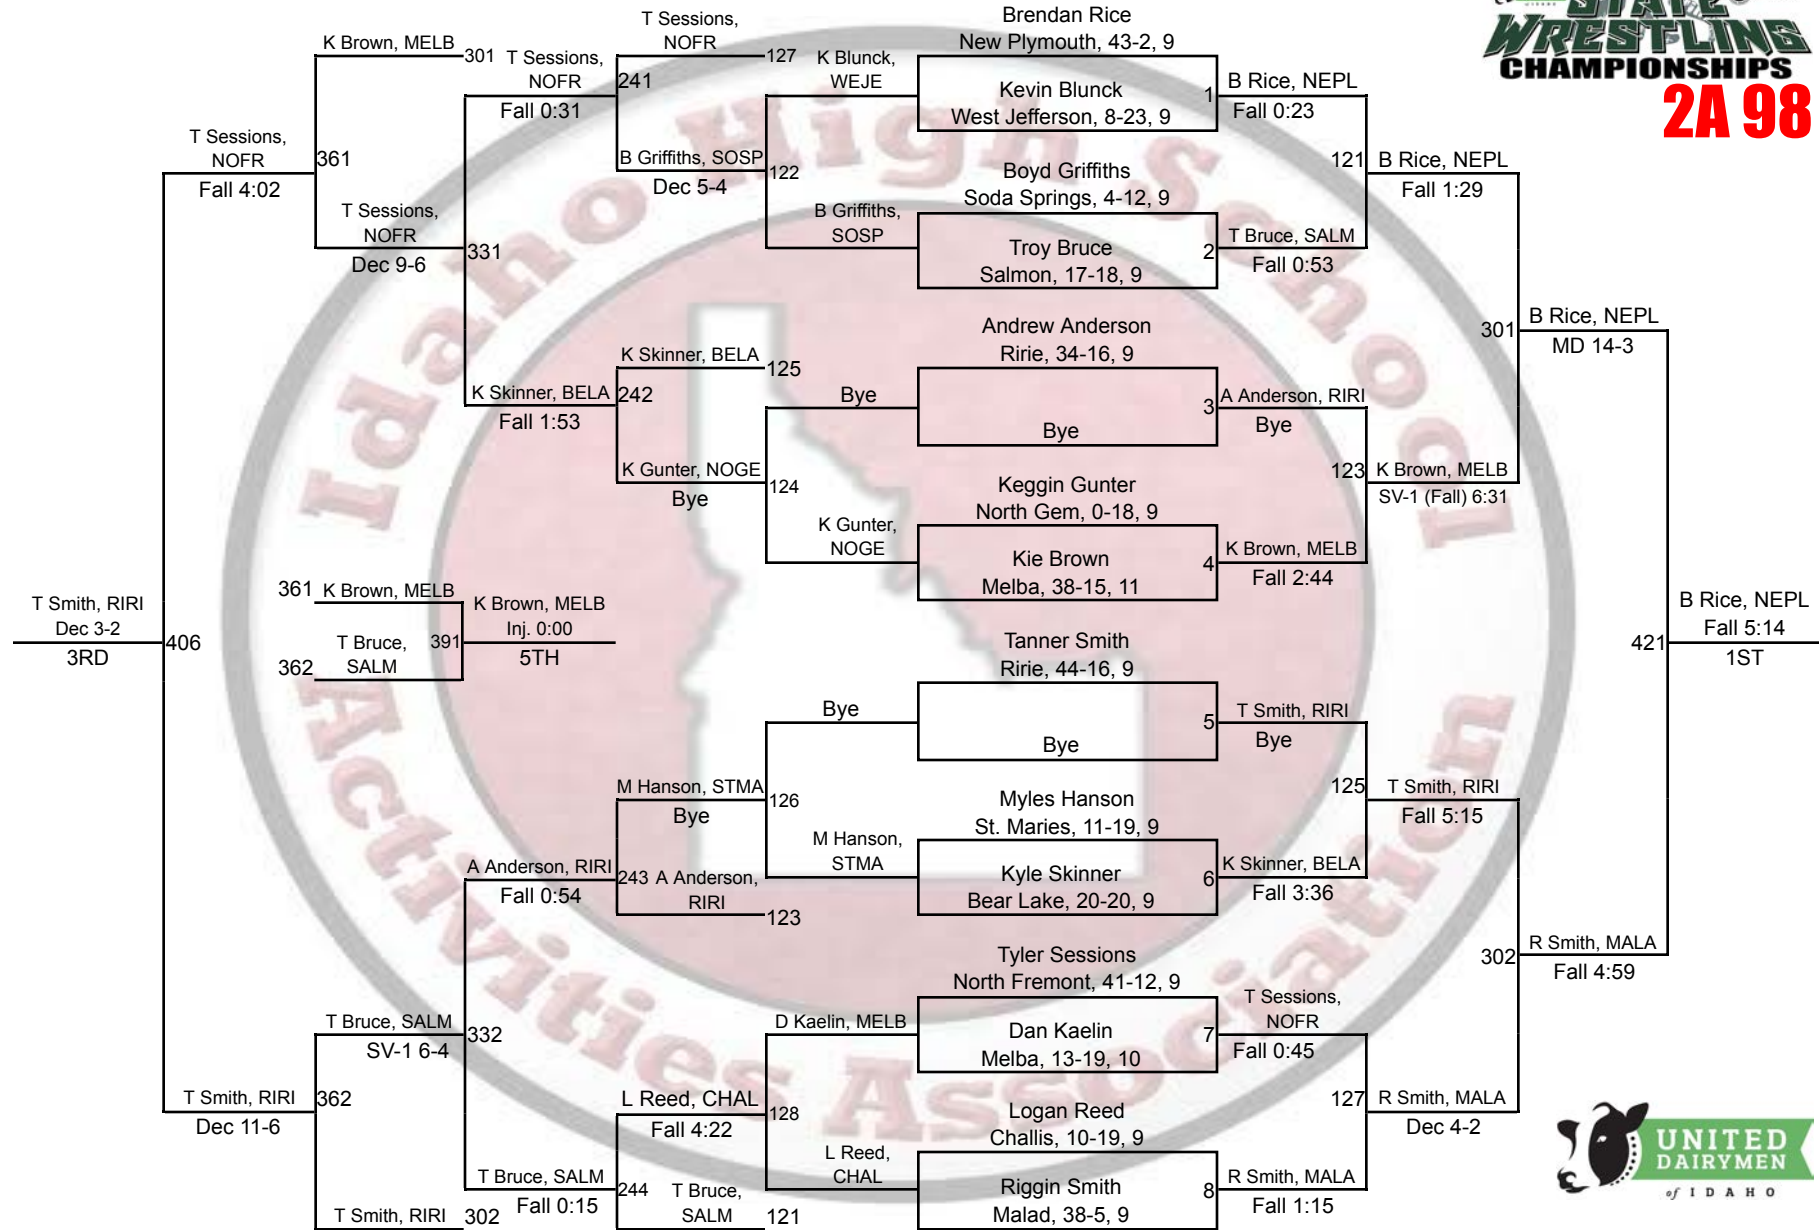 STATE
WRESTLING
CHAMPIONSHIPS
2A 98
Idaho High School
Activities Association
Brendan Rice
New Plymouth, 43-2, 9
Kevin Blunck
West Jefferson, 8-23, 9
1
Boyd Griffiths
Soda Springs, 4-12, 9
Troy Bruce
Salmon, 17-18, 9
2
Andrew Anderson
Ririe, 34-16, 9
Bye
3
Keggin Gunter
North Gem, 0-18, 9
Kie Brown
Melba, 38-15, 11
4
Tanner Smith
Ririe, 44-16, 9
Bye
5
Myles Hanson
St. Maries, 11-19, 9
Kyle Skinner
Bear Lake, 20-20, 9
6
Tyler Sessions
North Fremont, 41-12, 9
Dan Kaelin
Melba, 13-19, 10
7
Logan Reed
Challis, 10-19, 9
Riggin Smith
Malad, 38-5, 9
8
B Rice, NEPL
Fall 0:23
121
T Bruce, SALM
Fall 0:53
A Anderson, RIRI
Bye
123
K Brown, MELB
Fall 2:44
T Smith, RIRI
Bye
125
K Skinner, BELA
Fall 3:36
T Sessions,
NOFR
Fall 0:45
127
R Smith, MALA
Fall 1:15
B Rice, NEPL
Fall 1:29
301
K Brown, MELB
SV-1 (Fall) 6:31
T Smith, RIRI
Fall 5:15
302
R Smith, MALA
Dec 4-2
B Rice, NEPL
MD 14-3
421
R Smith, MALA
Fall 4:59
B Rice, NEPL
Fall 5:14
1ST
K Blunck,
WEJE
122
B Griffiths,
SOSP
Bye
124
K Gunter,
NOGE
Bye
126
M Hanson,
STMA
D Kaelin, MELB
128
L Reed,
CHAL
T Sessions,
NOFR
127
241
B Griffiths, SOSP
Dec 5-4
K Skinner, BELA
125
242
K Gunter, NOGE
Bye
M Hanson, STMA
Bye
243
A Anderson,
RIRI
123
L Reed, CHAL
Fall 4:22
244
T Bruce,
SALM
121
T Sessions,
NOFR
Fall 0:31
331
K Skinner, BELA
Fall 1:53
A Anderson, RIRI
Fall 0:54
332
T Bruce, SALM
Fall 0:15
K Brown, MELB
301
361
T Sessions,
NOFR
Dec 9-6
T Bruce, SALM
SV-1 6-4
362
T Smith, RIRI
302
T Sessions,
NOFR
Fall 4:02
406
T Smith, RIRI
Dec 11-6
T Smith, RIRI
Dec 3-2
3RD
361
K Brown, MELB
362
T Bruce,
SALM
391
K Brown, MELB
Inj. 0:00
5TH
UNITED
DAIRYMEN
of IDAHO